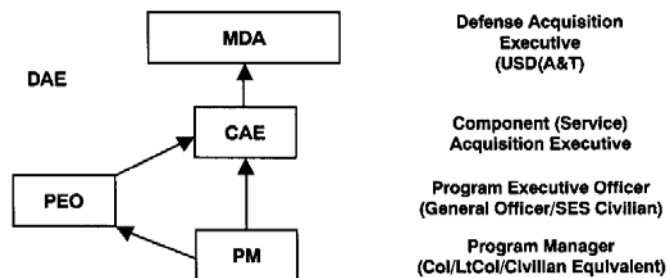 MDA
Defense Acquisition
Executive
(USD(A&T)
DAE
CAE
Component (Service)
Acquisition Executive
PEO
Program Executive Officer
(General Officer/SES Civilian)
PM
Program Manager
(Col/LtCol/Civilian Equivalent)